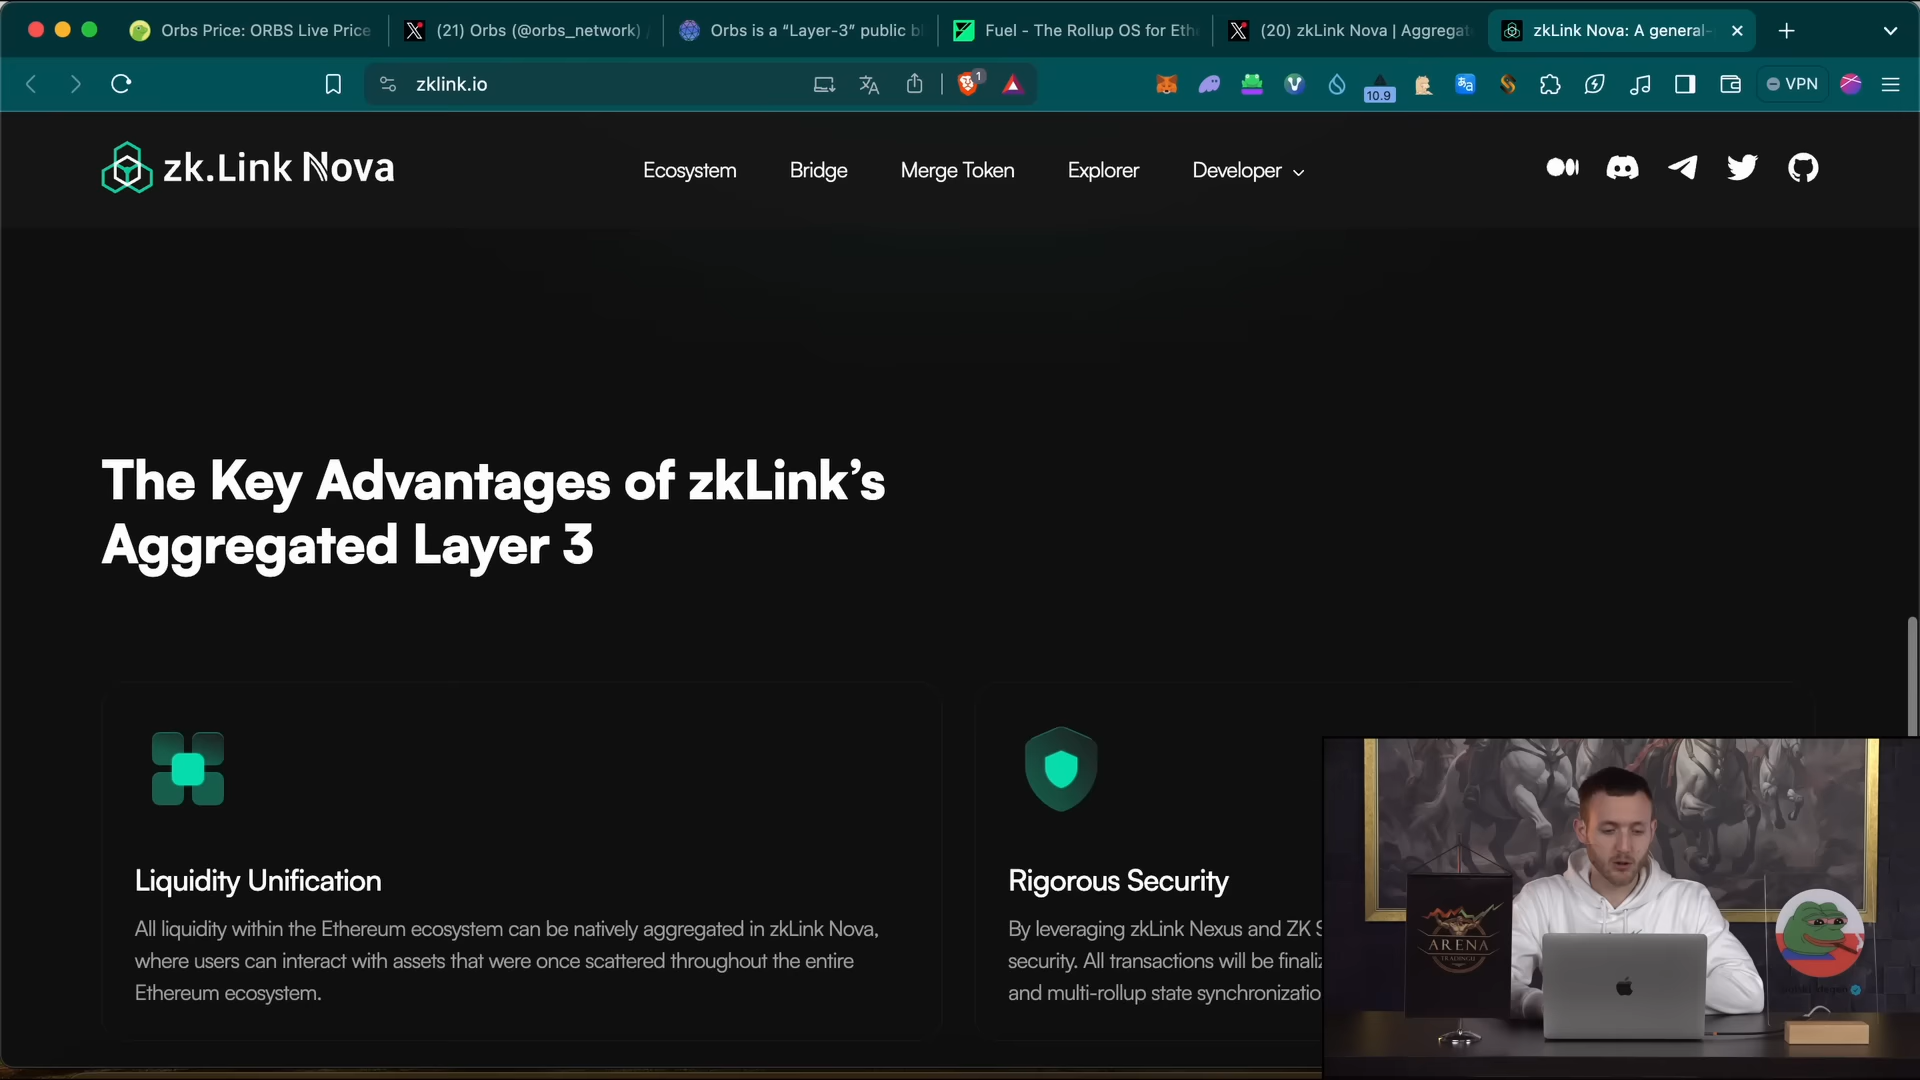 Orbs Price: ORBS Live Price
(21) Orbs (@orbs_network) /
Orbs is a “Layer-3” public bl
Fuel - The Rollup OS for Eth
(20) zkLink Nova | Aggregat
zkLink Nova: A general-
zklink.io
1
10.9
VPN
zk.Link Nova
Ecosystem
Bridge
Merge Token
Explorer
Developer
The Key Advantages of zkLink’s
Aggregated Layer 3
Liquidity Unification
All liquidity within the Ethereum ecosystem can be natively aggregated in zkLink Nova,
where users can interact with assets that were once scattered throughout the entire
Ethereum ecosystem.
Rigorous Security
By leveraging zkLink Nexus and ZK S
security. All transactions will be finaliz
and multi-rollup state synchronizatio
ARENA
TRADINGU